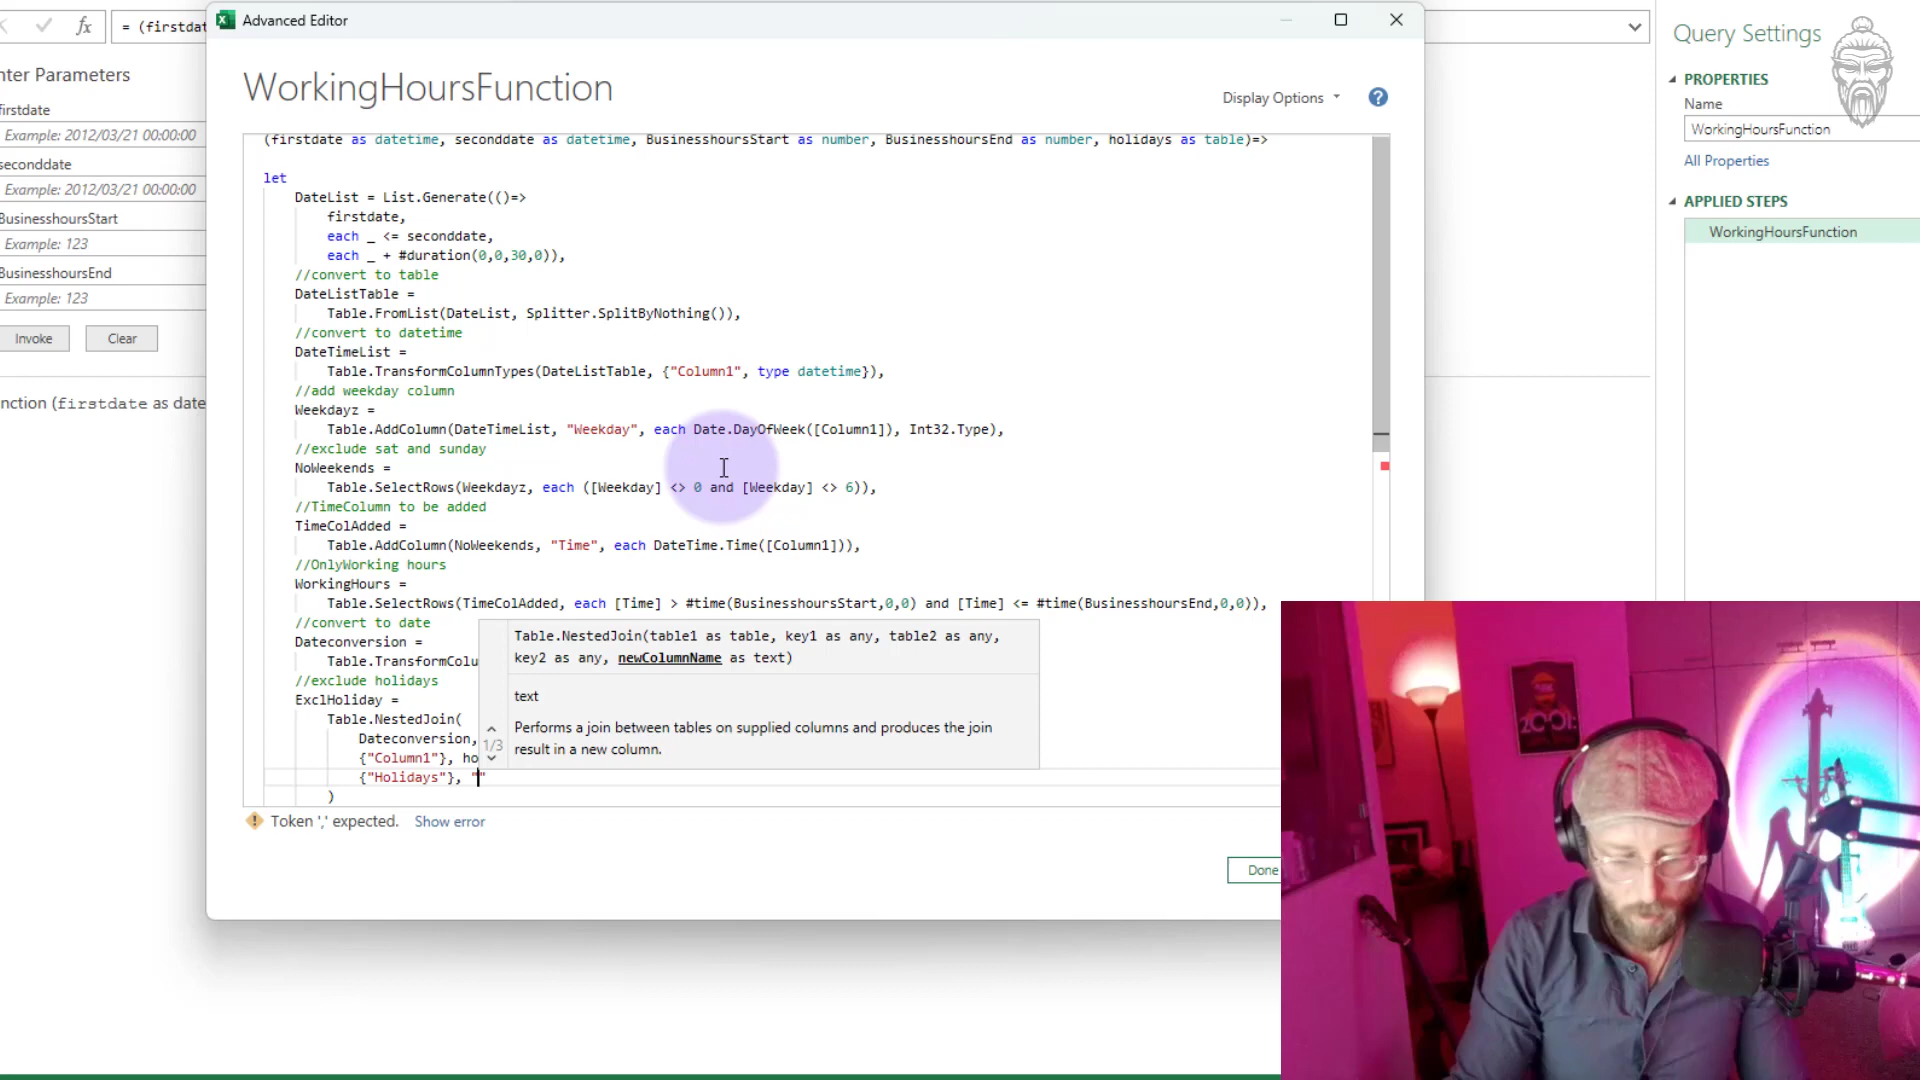 Advanced Editor
= (firstdat
Query Settings
nter Parameters
WorkingHoursFunction
Display Options
PROPERTIES
Name
WorkingHoursFunction
All Properties
APPLIED STEPS
WorkingHoursFunction
firstdate
Example: 2012/03/21 00:00:00
seconddate
Example: 2012/03/21 00:00:00
BusinesshoursStart
Example: 123
BusinesshoursEnd
Example: 123
Invoke
Clear
nction (firstdate as date
(firstdate as datetime, seconddate as datetime, BusinesshoursStart as number, BusinesshoursEnd as number, holidays as table)=>
let
DateList = List.Generate(()=>
firstdate,
each _ <= seconddate,
each _ + #duration(0,0,30,0)),
//convert to table
DateListTable =
Table.FromList(DateList, Splitter.SplitByNothing()),
//convert to datetime
DateTimeList =
Table.TransformColumnTypes(DateListTable, {"Column1", type datetime}),
//add weekday column
Weekdayz =
Table.AddColumn(DateTimeList, "Weekday", each Date.DayOfWeek([Column1]), Int32.Type),
//exclude sat and sunday
NoWeekends =
Table.SelectRows(Weekdayz, each ([Weekday] <> 0 and [Weekday] <> 6)),
//TimeColumn to be added
TimeColAdded =
Table.AddColumn(NoWeekends, "Time", each DateTime.Time([Column1])),
//OnlyWorking hours
WorkingHours =
Table.SelectRows(TimeColAdded, each [Time] > #time(BusinesshoursStart,0,0) and [Time] <= #time(BusinesshoursEnd,0,0)),
//convert to date
Dateconversion =
Table.TransformColu
//exclude holidays
ExclHoliday =
Table.NestedJoin(
Dateconversion,
{"Column1"}, ho
{"Holidays"}, ""
)
Table.NestedJoin(table1 as table, key1 as any, table2 as any,
key2 as any, newColumnName as text)
text
Performs a join between tables on supplied columns and produces the join
result in a new column.
1/3
Token ',' expected. Show error
Done
2001: